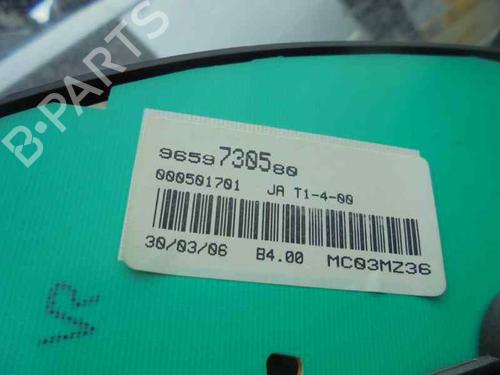 B-PARTS
9659730580
000501701 JA T1-4-00
30/03/06 B4.00 MC03MZ36
VR